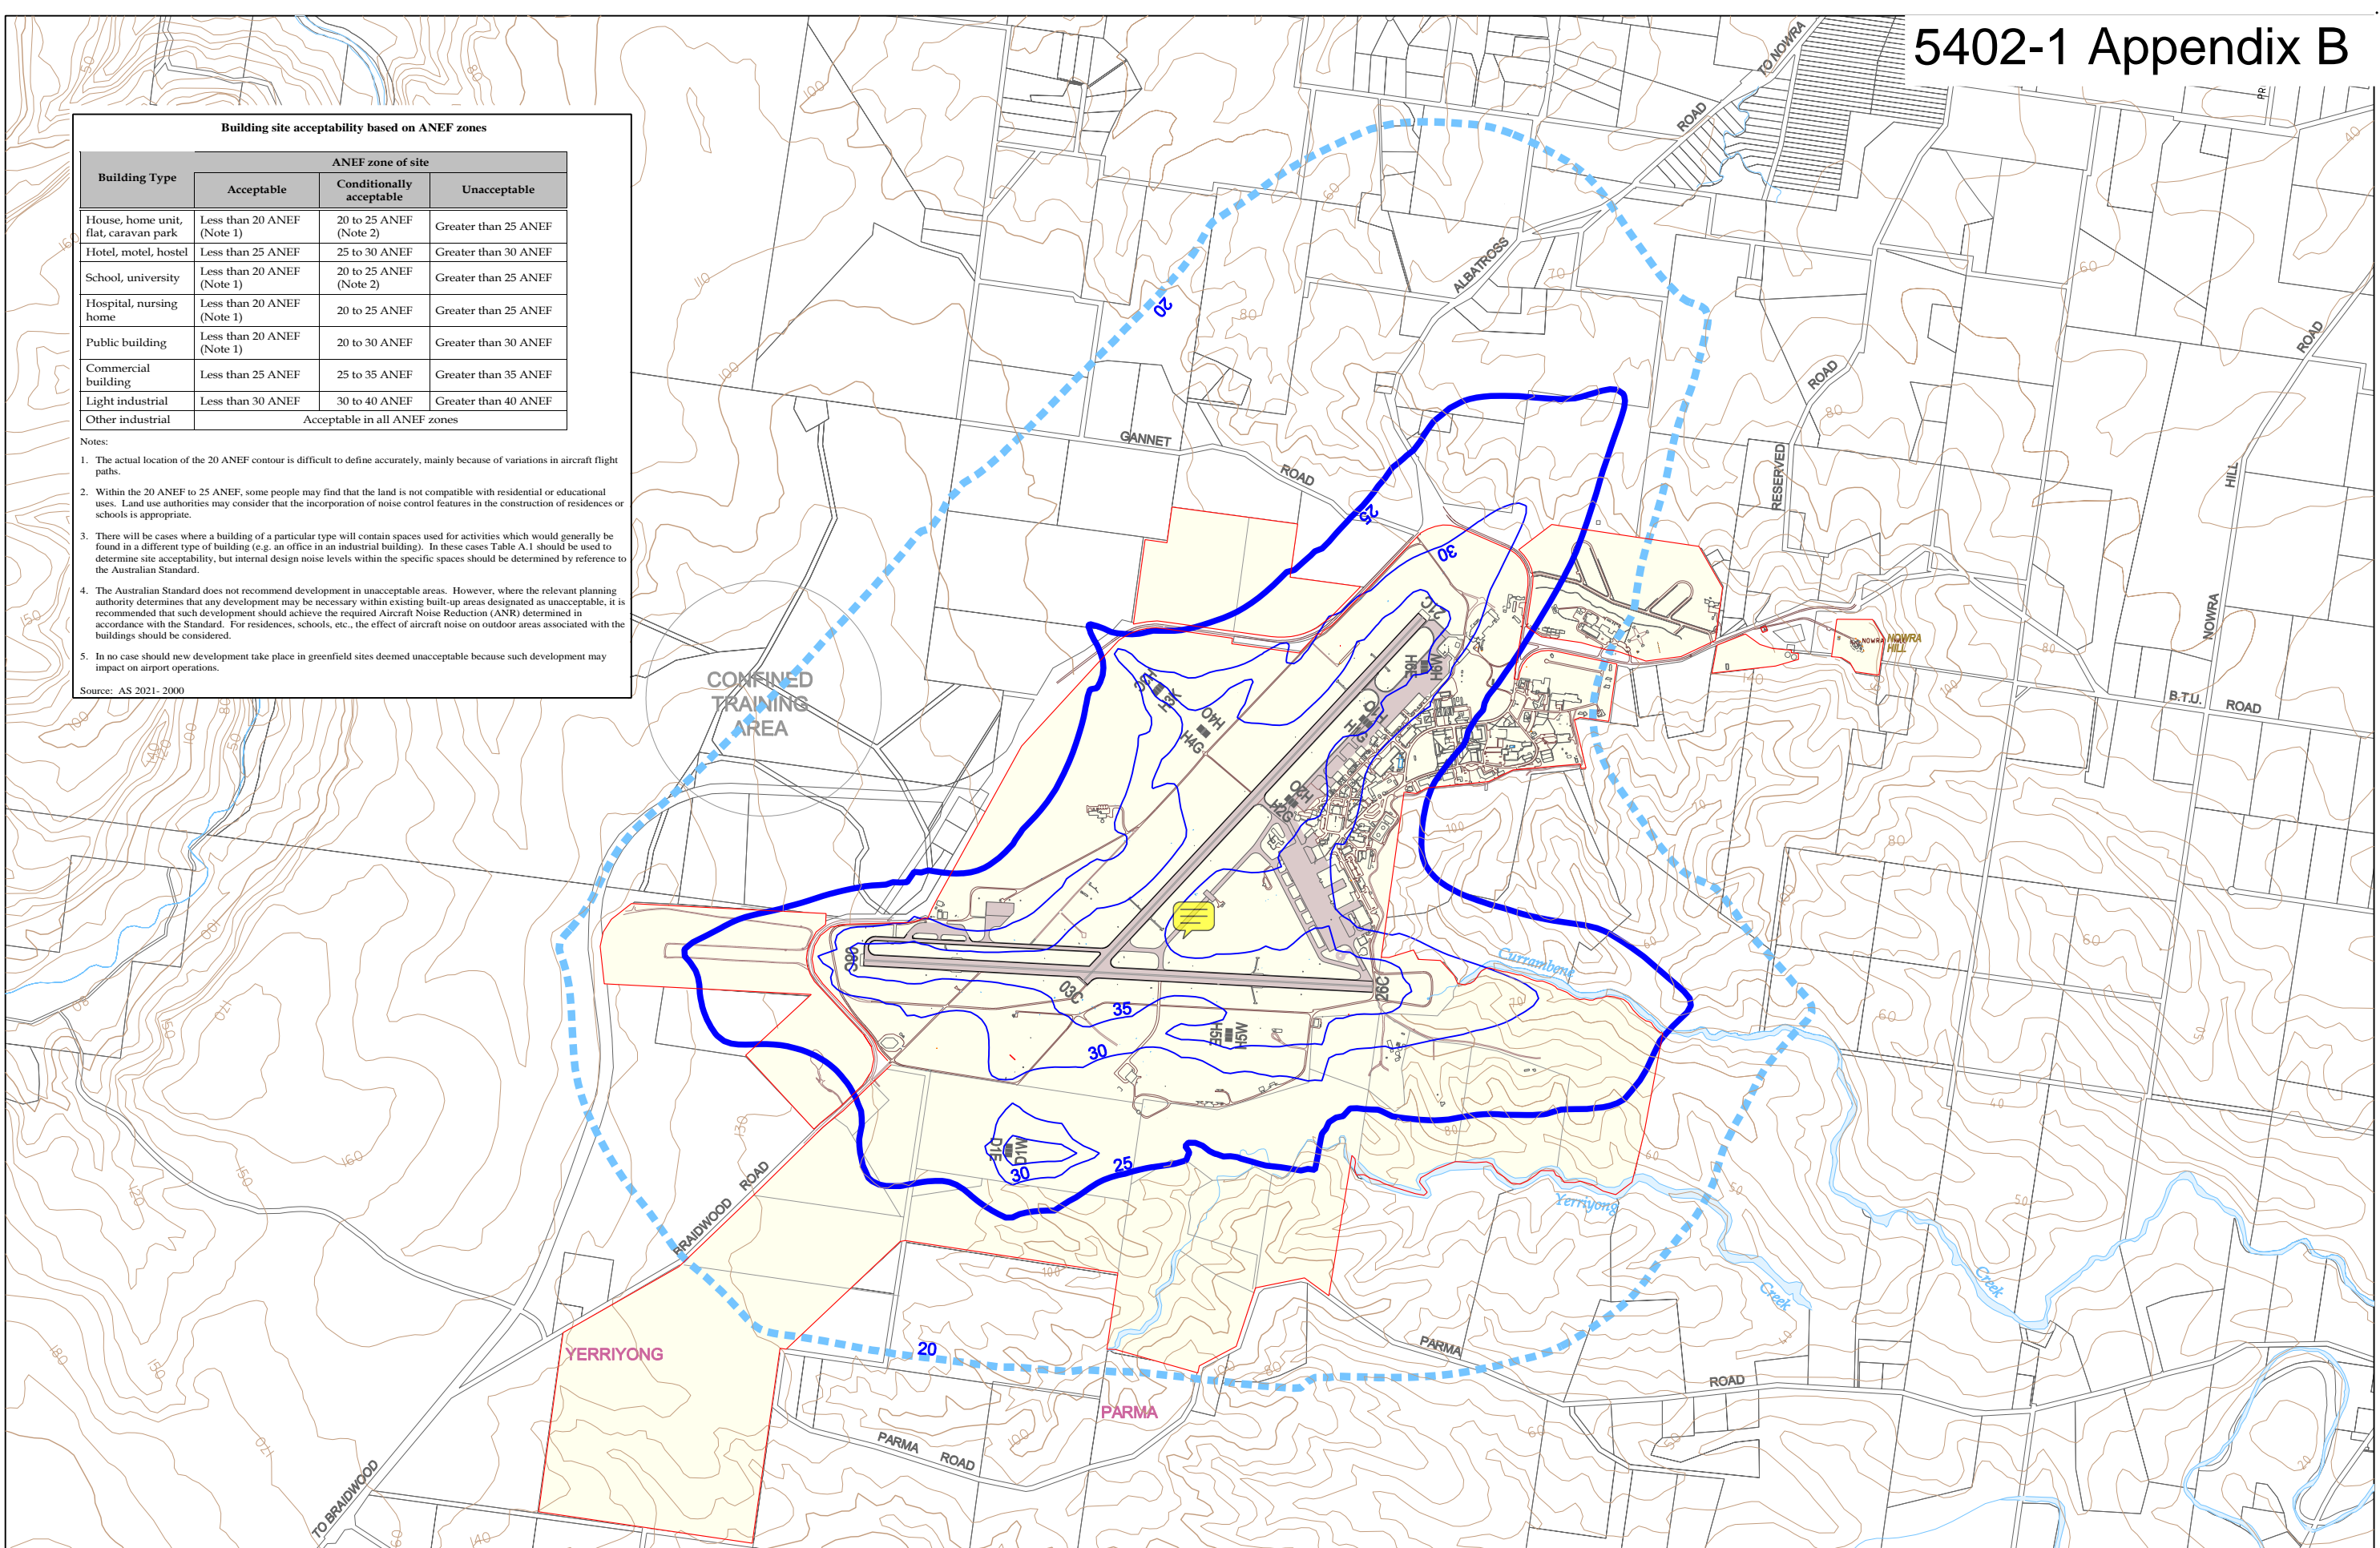 5402-1 Appendix B
Building site acceptability based on ANEF zones
Building Type
ANEF zone of site
Acceptable
Conditionally
acceptable
Unacceptable
House, home unit,
flat, caravan park
Less than 20 ANEF
(Note 1)
20 to 25 ANEF
(Note 2)
Greater than 25 ANEF
Hotel, motel, hostel
Less than 25 ANEF
25 to 30 ANEF
Greater than 30 ANEF
School, university
Less than 20 ANEF
(Note 1)
20 to 25 ANEF
(Note 2)
Greater than 25 ANEF
Hospital, nursing
home
Less than 20 ANEF
(Note 1)
20 to 25 ANEF
Greater than 25 ANEF
Public building
Less than 20 ANEF
(Note 1)
20 to 30 ANEF
Greater than 30 ANEF
Commercial
building
Less than 25 ANEF
25 to 35 ANEF
Greater than 35 ANEF
Light industrial
Less than 30 ANEF
30 to 40 ANEF
Greater than 40 ANEF
Other industrial
Acceptable in all ANEF zones
Notes:
1. The actual location of the 20 ANEF contour is difficult to define accurately, mainly because of variations in aircraft flight
paths.
2. Within the 20 ANEF to 25 ANEF, some people may find that the land is not compatible with residential or educational
uses. Land use authorities may consider that the incorporation of noise control features in the construction of residences or
schools is appropriate.
3. There will be cases where a building of a particular type will contain spaces used for activities which would generally be
found in a different type of building (e.g. an office in an industrial building). In these cases Table A.1 should be used to
determine site acceptability, but internal design noise levels within the specific spaces should be determined by reference to
the Australian Standard.
4. The Australian Standard does not recommend development in unacceptable areas. However, where the relevant planning
authority determines that any development may be necessary within existing built-up areas designated as unacceptable, it is
recommended that such development should achieve the required Aircraft Noise Reduction (ANR) determined in
accordance with the Standard. For residences, schools, etc., the effect of aircraft noise on outdoor areas associated with the
buildings should be considered.
5. In no case should new development take place in greenfield sites deemed unacceptable because such development may
impact on airport operations.
Source: AS 2021- 2000
TO NOWRA
ROAD
ALBATROSS
20
GANNET
ROAD
25
30
ROAD
RESERVED
ROAD
HILL
NOWRA
NOWRA
HILL
B.T.U.
ROAD
CONFINED
TRAINING
AREA
21C
H6E
H6W
H4O
H4G
H1O
H2O
H2G
08C
03C
26C
35
30
H5E
H5W
D1E
D1W
30
25
Currambene
Creek
Yerriyong
Creek
BRAIDWOOD
ROAD
20
YERRIYONG
PARMA
PARMA
ROAD
PARMA
ROAD
TO BRAIDWOOD